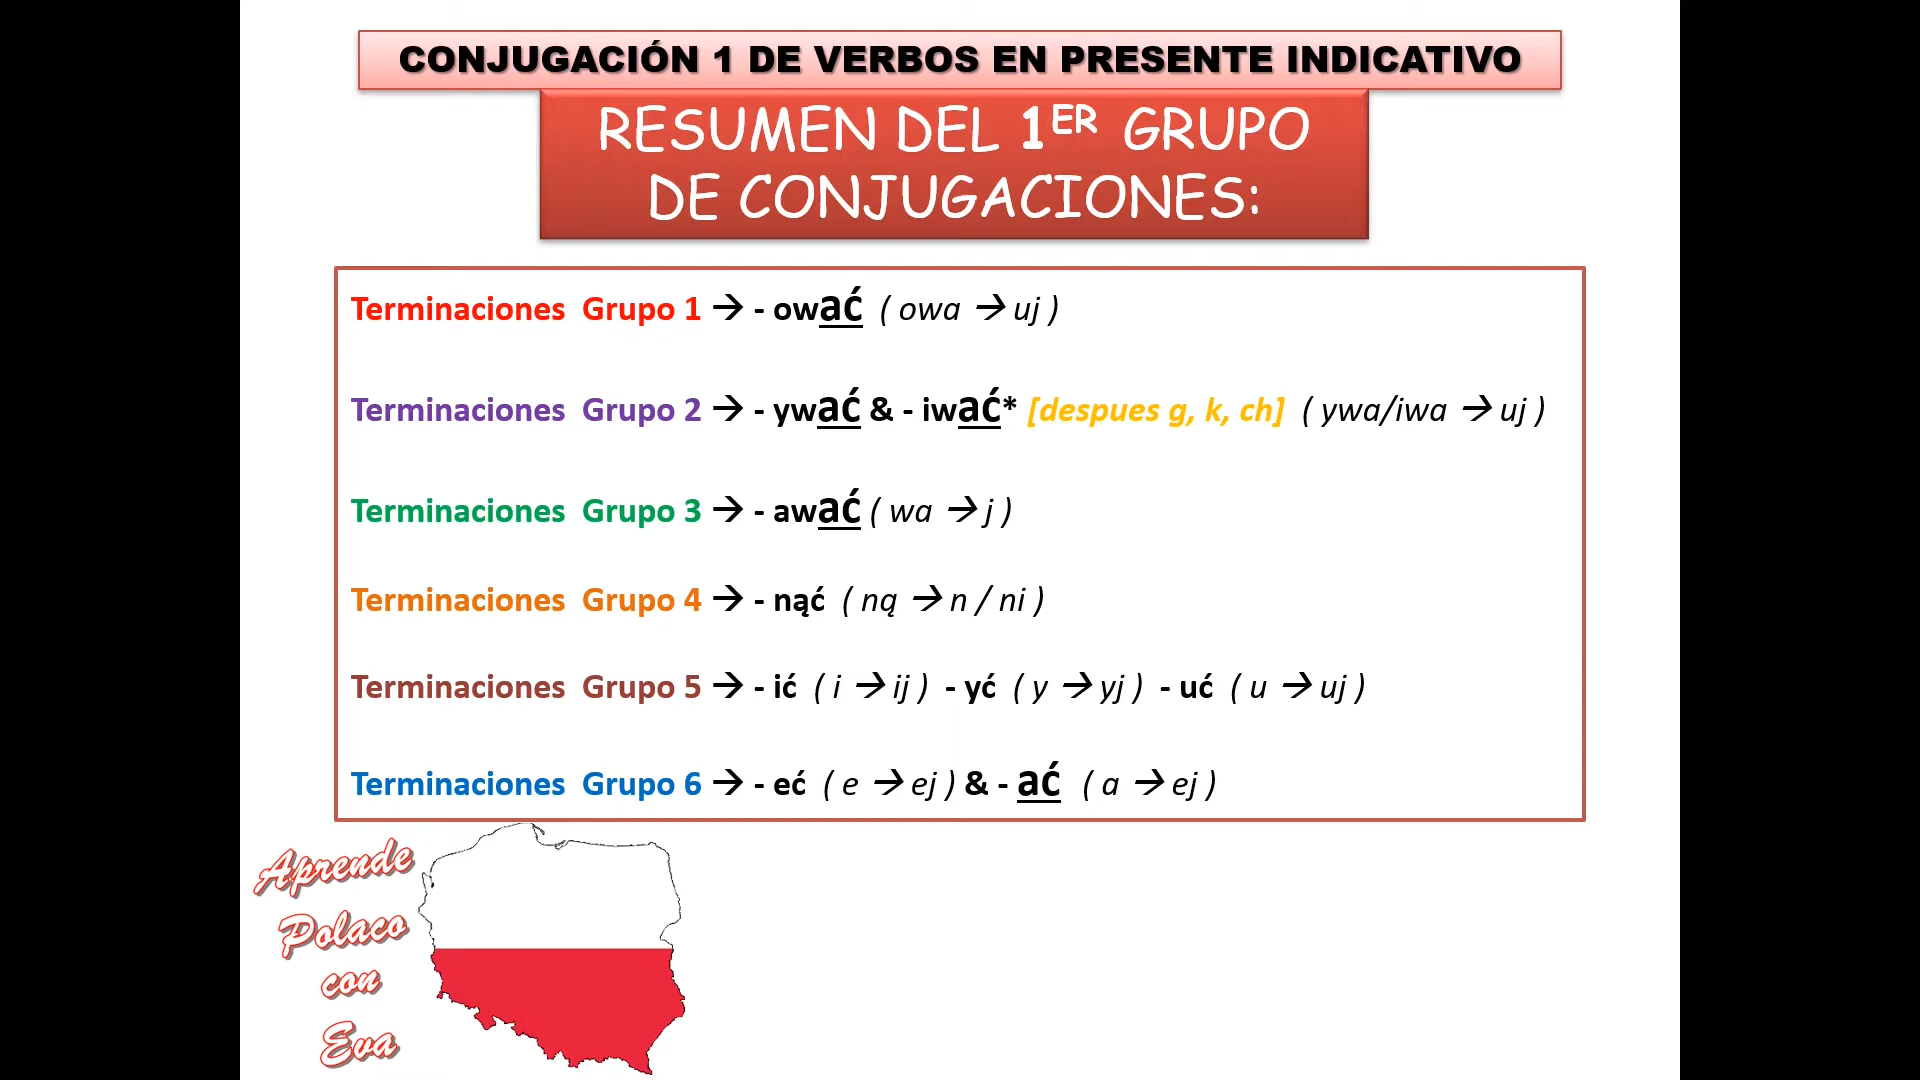 CONJUGACIÓN 1 DE VERBOS EN PRESENTE INDICATIVO
RESUMEN DEL 1ER GRUPO
DE CONJUGACIONES:
Terminaciones Grupo 1 → - ować ( owa → uj )
Terminaciones Grupo 2 → - ywać & - iwać* [despues g, k, ch] ( ywa/iwa → uj )
Terminaciones Grupo 3 → - awać ( wa → j )
Terminaciones Grupo 4 → - nąć ( ną → n / ni )
Terminaciones Grupo 5 → - ić ( i → ij ) - yć ( y → yj ) - uć ( u → uj )
Terminaciones Grupo 6 → - eć ( e → ej ) & - ać ( a → ej )
Aprende
Polaco
con
Eva